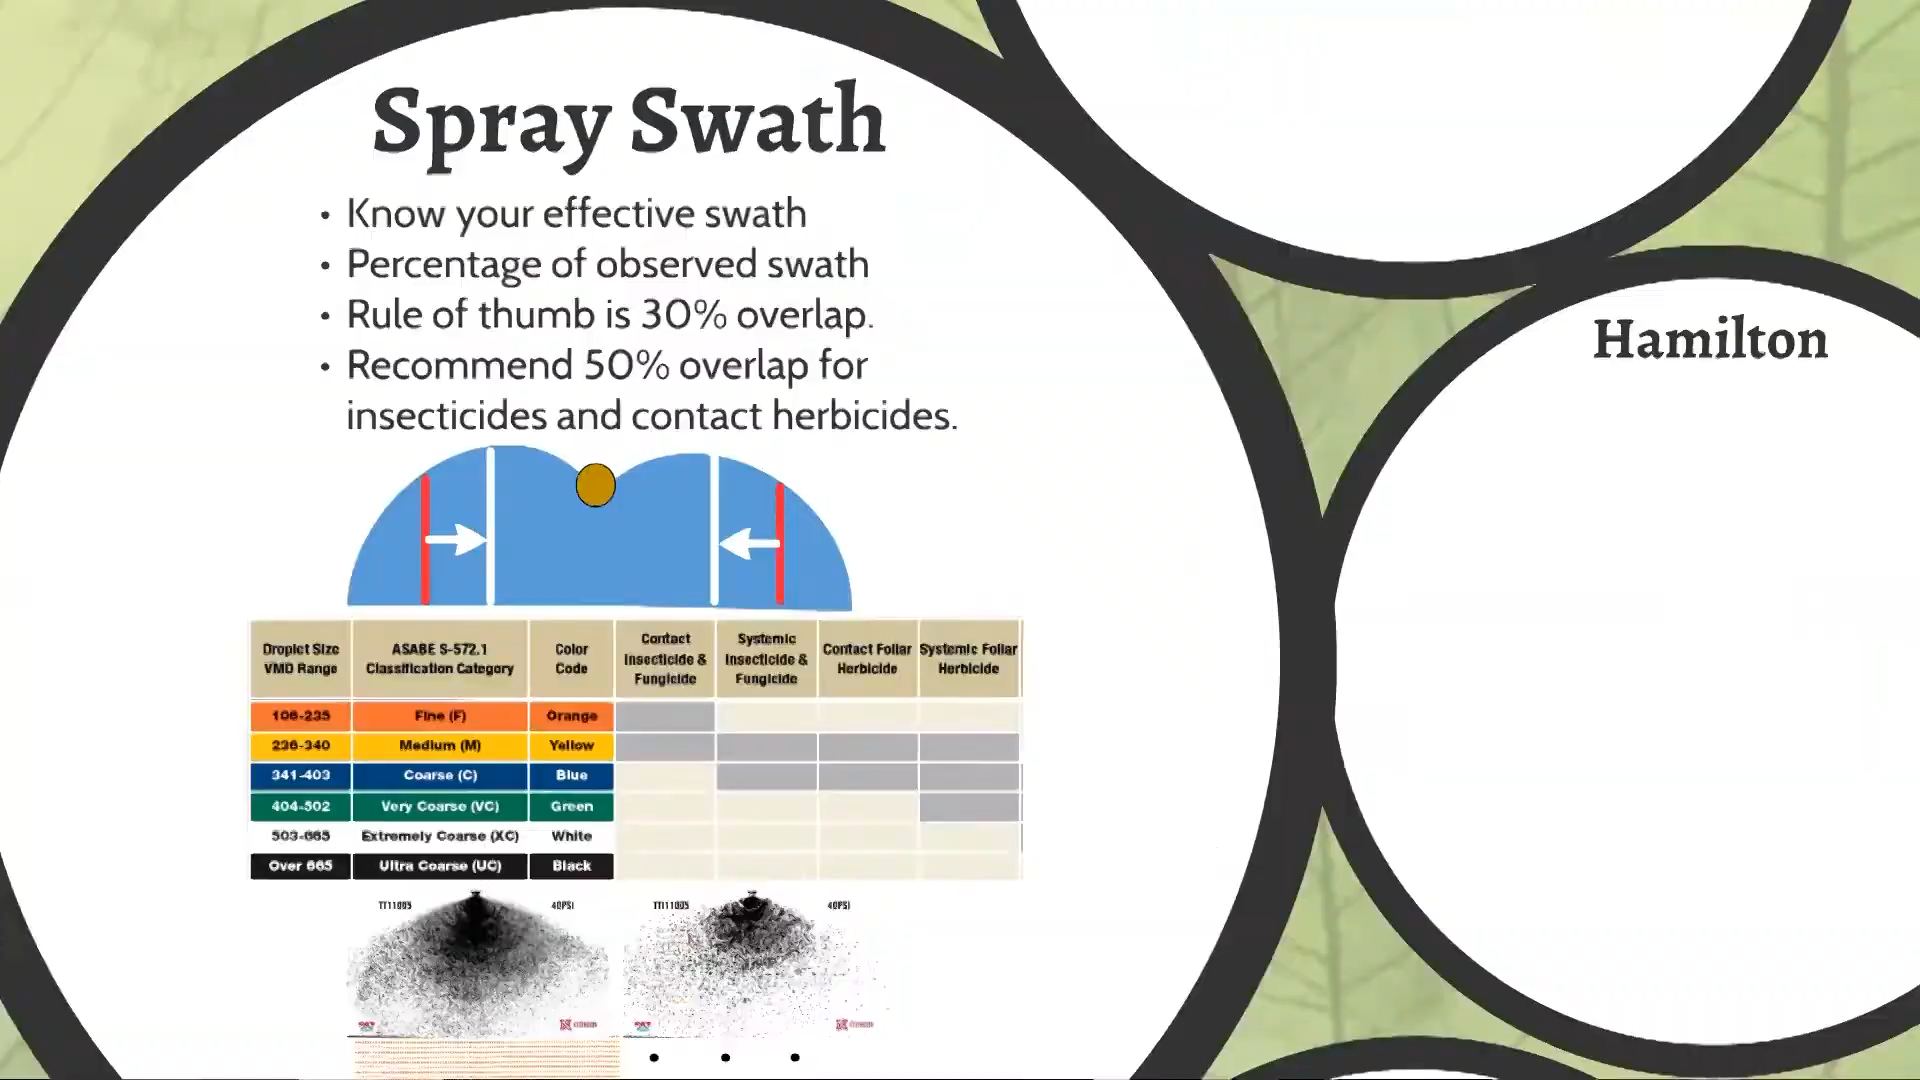 Spray Swath
• Know your effective swath
• Percentage of observed swath
• Rule of thumb is 30% overlap.
• Recommend 50% overlap for
insecticides and contact herbicides.
Hamilton
Droplet Size VMD Range ASABE S-572.1 Classification Category Color Code Contact Insecticide & Fungicide Systemic Insecticide & Fungicide Contact Foliar Herbicide Systemic Foliar Herbicide
106-235 Fine (F) Orange
236-340 Medium (M) Yellow
341-403 Coarse (C) Blue
404-502 Very Coarse (VC) Green
503-665 Extremely Coarse (XC) White
Over 665 Ultra Coarse (UC) Black
40PSI 40PSI